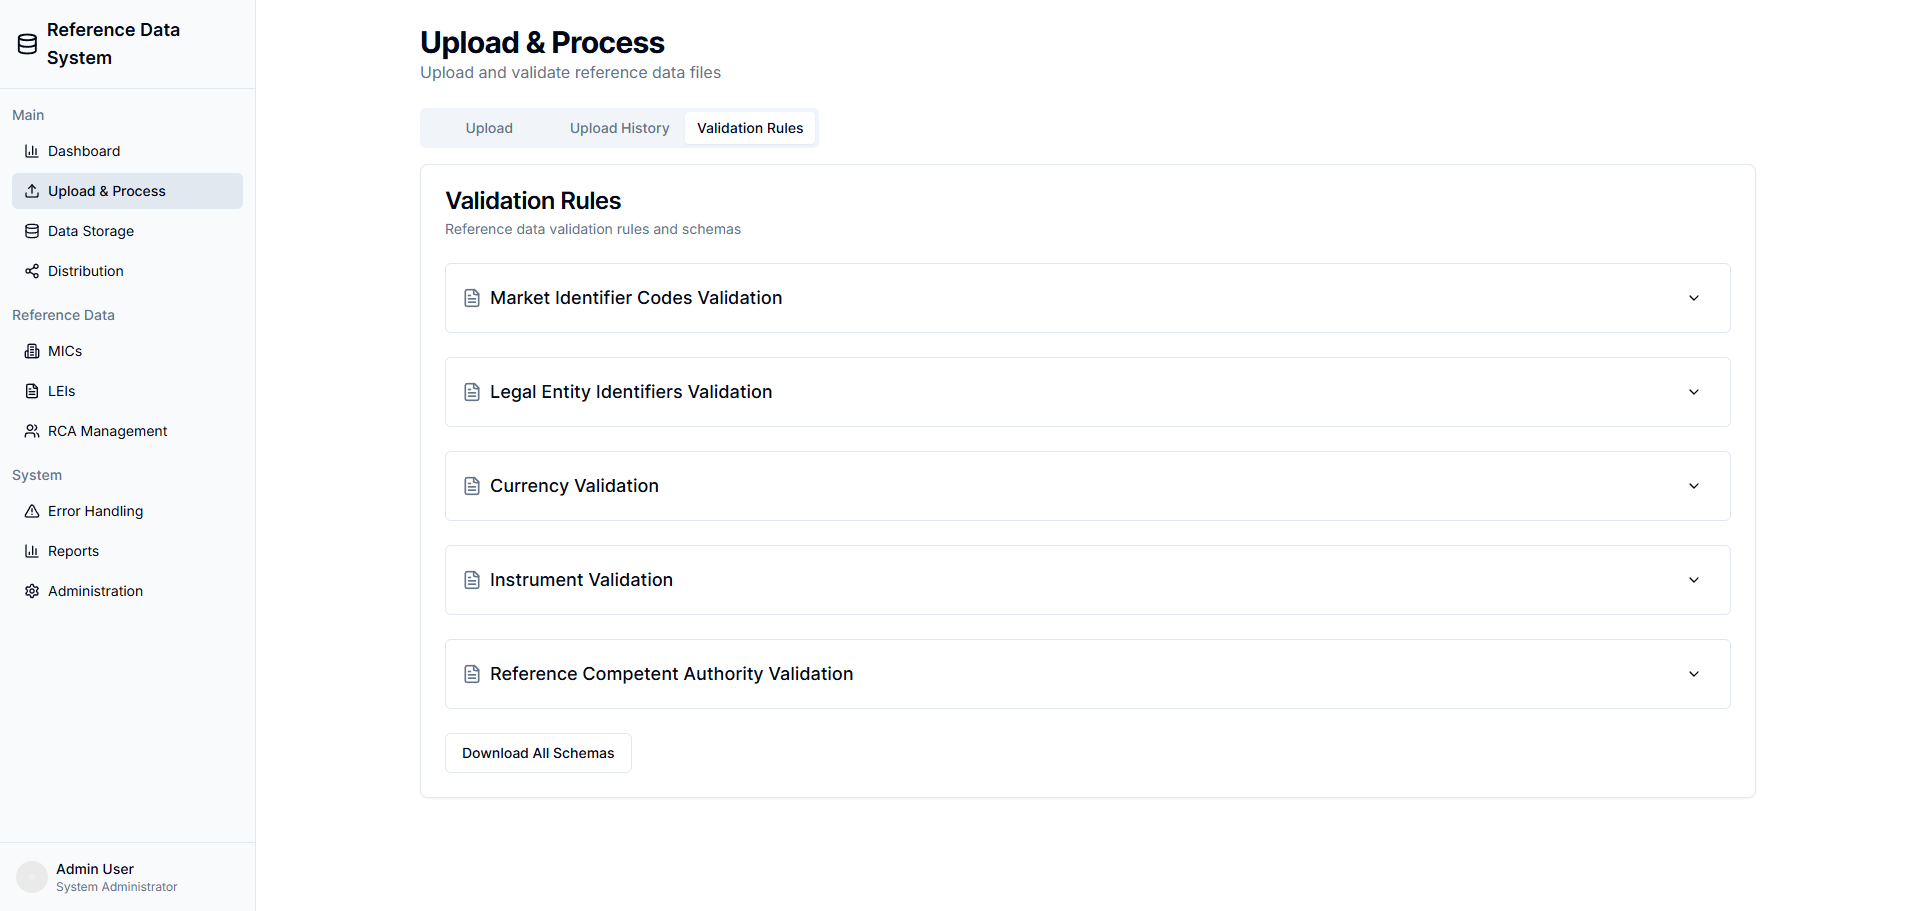 Reference Data
System
Main
Dashboard
Upload & Process
Data Storage
Distribution
Reference Data
MICs
LEIs
RCA Management
System
Error Handling
Reports
Administration
Admin User
System Administrator
Upload & Process
Upload and validate reference data files
Upload
Upload History
Validation Rules
Validation Rules
Reference data validation rules and schemas
Market Identifier Codes Validation
Legal Entity Identifiers Validation
Currency Validation
Instrument Validation
Reference Competent Authority Validation
Download All Schemas